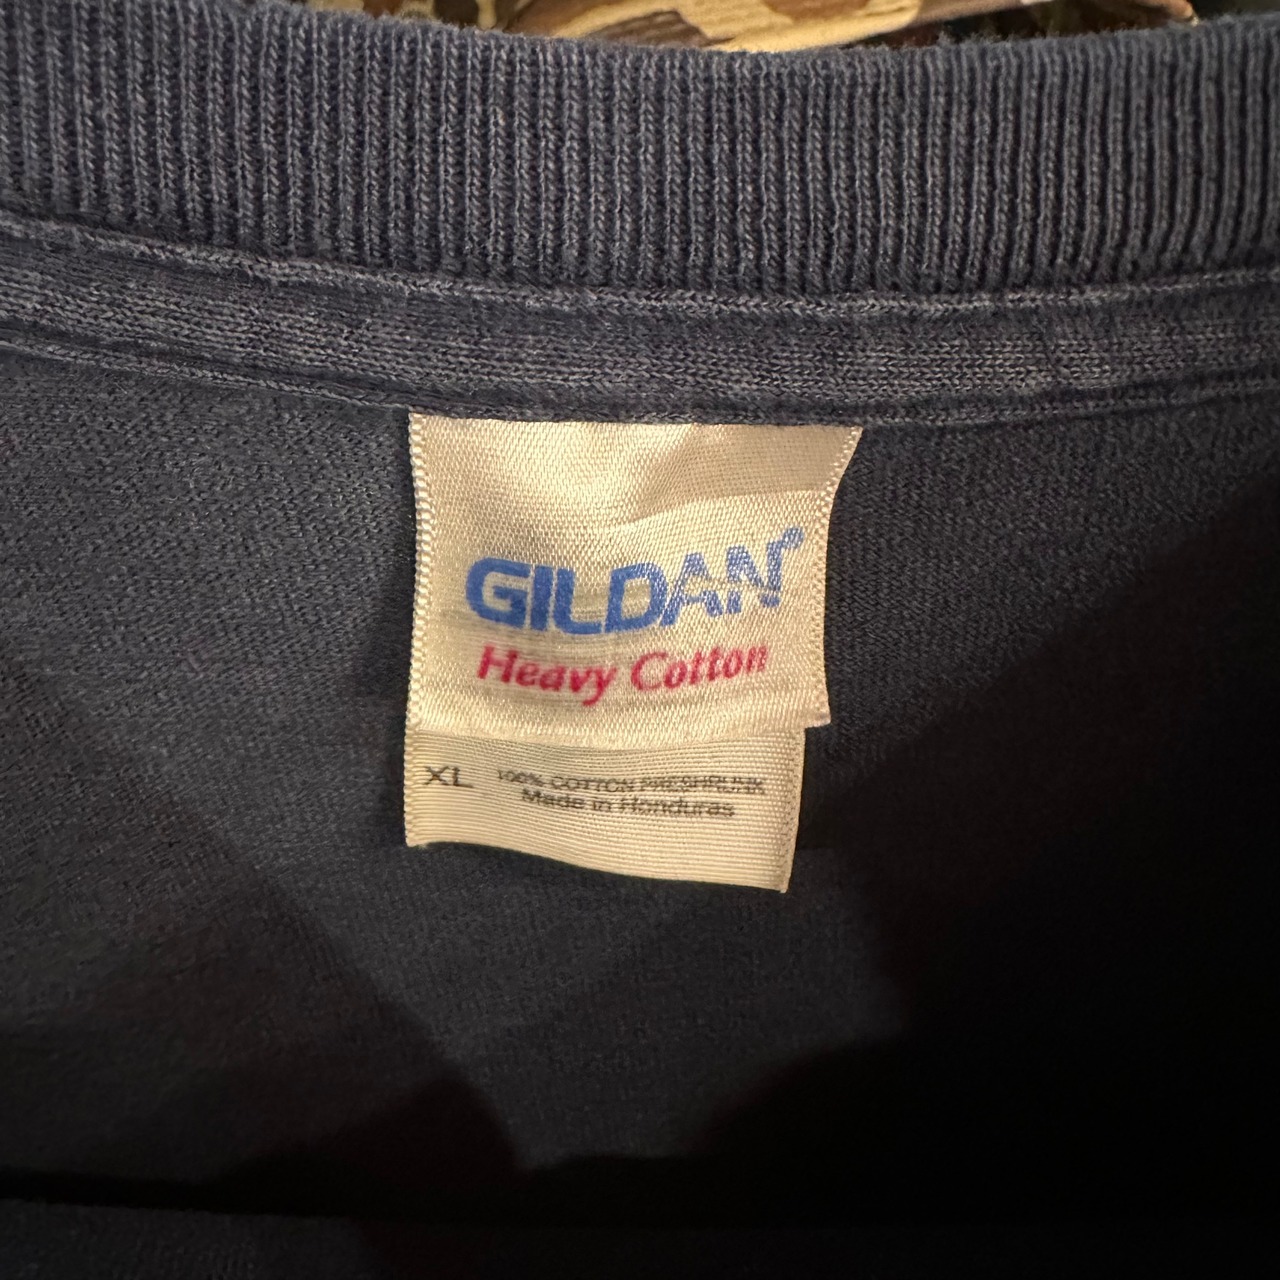 GILDAN®
Heavy Cotton
XL 100% COTTON PRESHRUNK
Made in Honduras